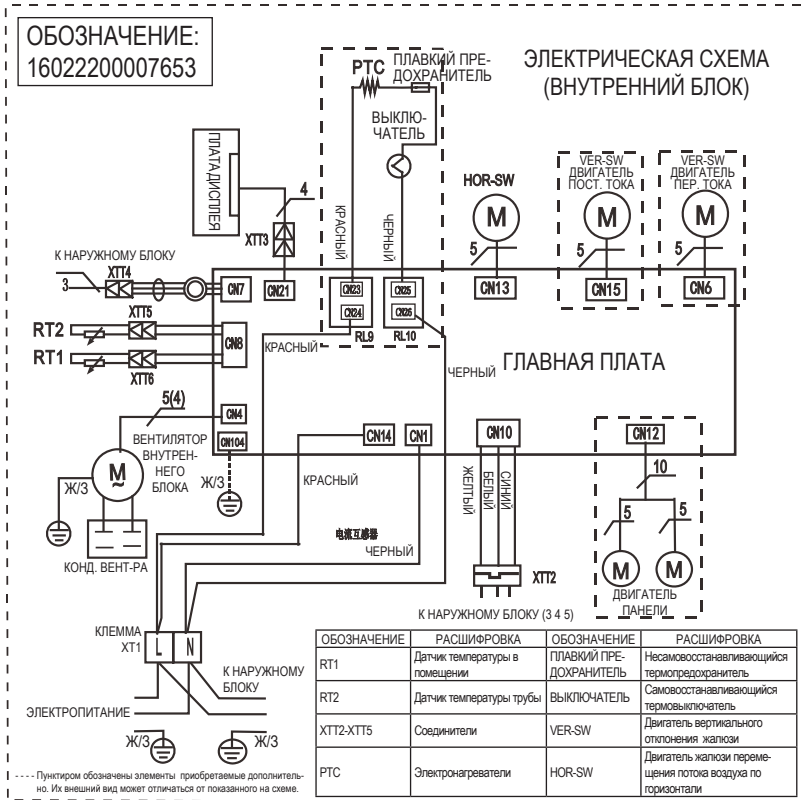 ОБОЗНАЧЕНИЕ:
16022200007653
ЭЛЕКТРИЧЕСКАЯ СХЕМА
(ВНУТРЕННИЙ БЛОК)
PTC
ПЛАВКИЙ ПРЕ-
ДОХРАНИТЕЛЬ
ВЫКЛЮ-
ЧАТЕЛЬ
КРАСНЫЙ
ЧЕРНЫЙ
ПЛАТА ДИСПЛЕЯ
4
XTT3
HOR-SW
M
5
VER-SW
ДВИГАТЕЛЬ
ПОСТ. ТОКА
M
5
VER-SW
ДВИГАТЕЛЬ
ПЕР. ТОКА
M
5
К НАРУЖНОМУ БЛОКУ
XTT4
3
CN7
CN21
CN23
CN24
RL9
CN25
CN26
RL10
CN13
CN15
CN6
XTT5
RT2
RT1
XTT6
CN8
КРАСНЫЙ
ЧЕРНЫЙ
ГЛАВНАЯ ПЛАТА
5(4)
CN4
CN104
ВЕНТИЛЯТОР
ВНУТРЕН-
НЕГО
БЛОКА
M
~
Ж/З
Ж/З
КОНД. ВЕНТ-РА
CN14
CN1
КРАСНЫЙ
电流互感器
ЧЕРНЫЙ
CN10
ЖЕЛТЫЙ
БЕЛЫЙ
СИНИЙ
XTT2
К НАРУЖНОМУ БЛОКУ (3 4 5)
CN12
10
5
5
M
M
ДВИГАТЕЛЬ
ПАНЕЛИ
КЛЕММА
XT1
L
N
К НАРУЖНОМУ
БЛОКУ
ЭЛЕКТРОПИТАНИЕ
Ж/З
Ж/З
ОБОЗНАЧЕНИЕ РАСШИФРОВКА ОБОЗНАЧЕНИЕ РАСШИФРОВКА
RT1
Датчик температуры в
помещении
ПЛАВКИЙ ПРЕ-
ДОХРАНИТЕЛЬ
Несамовосстанавливающийся
термопредохранитель
RT2
Датчик температуры трубы
ВЫКЛЮЧАТЕЛЬ
Самовосстанавливающийся
термовыключатель
XTT2-XTT5
Соединители
VER-SW
Двигатель вертикального
отклонения жалюзи
PTC
Электронагреватели
HOR-SW
Двигатель жалюзи переме-
щения потока воздуха по
горизонтали
- - - - Пунктиром обозначены элементы приобретаемые дополнитель-
но. Их внешний вид может отличаться от показанного на схеме.